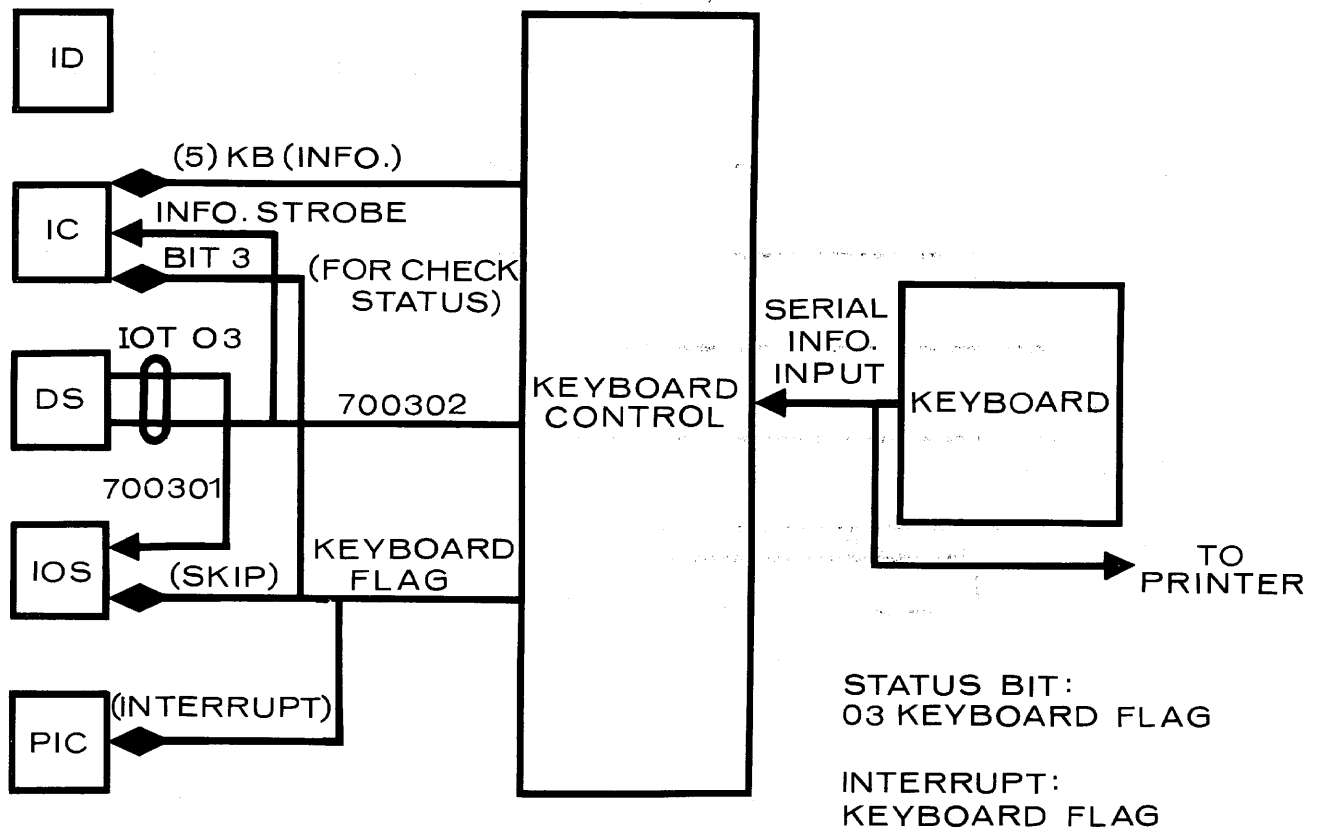 ID
(5) KB (INFO.)
IC
INFO. STROBE
BIT 3
(FOR CHECK
STATUS)
IOT 03
DS
700302
700301
IOS
(SKIP)
KEYBOARD
FLAG
PIC
(INTERRUPT)
KEYBOARD
CONTROL
SERIAL
INFO.
INPUT
KEYBOARD
TO
PRINTER
STATUS BIT:
03 KEYBOARD FLAG
INTERRUPT:
KEYBOARD FLAG